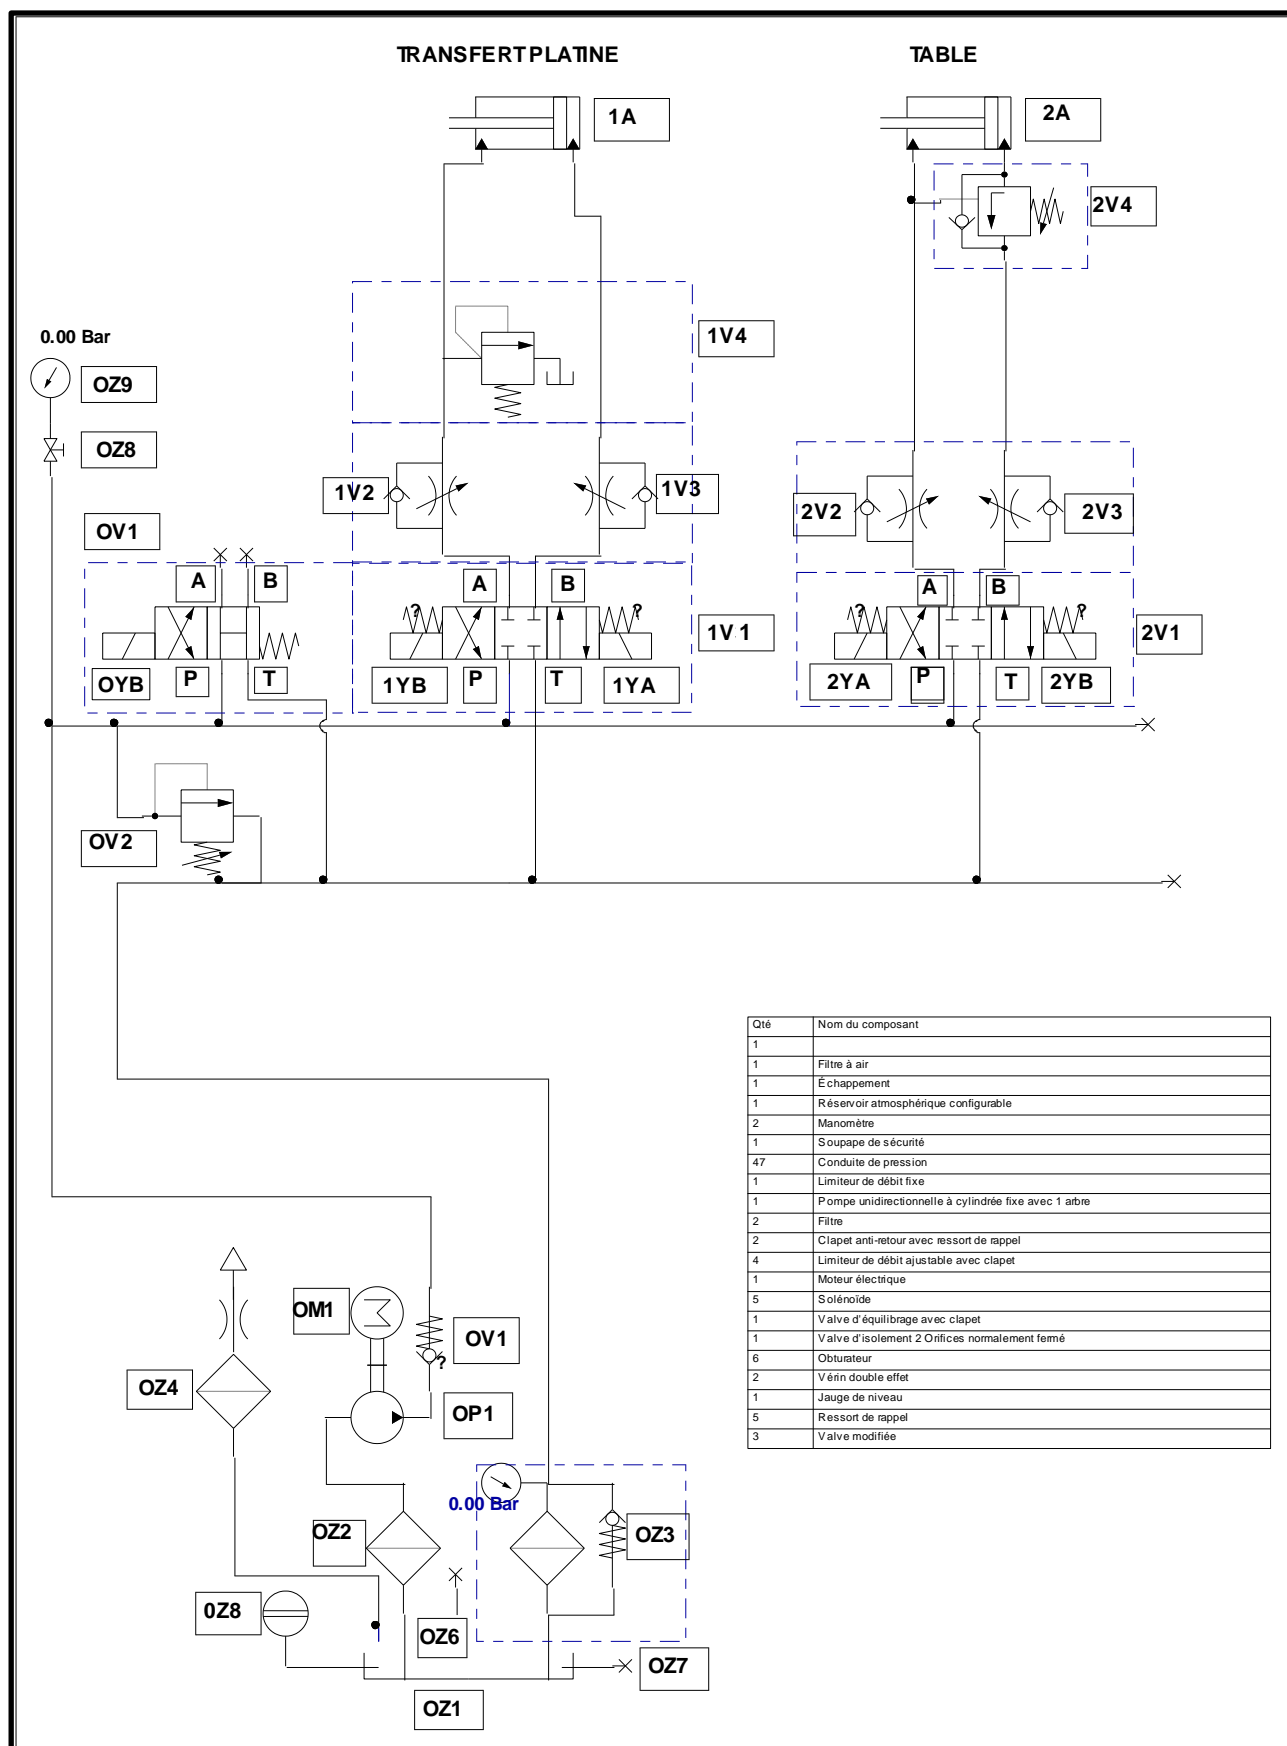 TRANSFERT PLATINE
TABLE
1A
2A
2V4
1V4
0.00 Bar
OZ9
OZ8
1V2
1V3
2V2
2V3
OV1
A
B
A
B
A
B
?
?
?
?
1V1
2V1
OYB
P
T
1YB
P
T
1YA
2YA
P
T
2YB
OV2
Qté Nom du composant
1
1 Filtre à air
1 Échappement
1 Réservoir atmosphérique configurable
2 Manomètre
1 Soupape de sécurité
47 Conduite de pression
1 Limiteur de débit fixe
1 Pompe unidirectionnelle à cylindrée fixe avec 1 arbre
2 Filtre
2 Clapet anti-retour avec ressort de rappel
4 Limiteur de débit ajustable avec clapet
1 Moteur électrique
5 Solénoïde
1 Valve d'équilibrage avec clapet
1 Valve d'isolement 2 Orifices normalement fermé
6 Obturateur
2 Vérin double effet
1 Jauge de niveau
5 Ressort de rappel
3 Valve modifiée
OM1
OV1
?
OZ4
OP1
0.00 Bar
OZ2
OZ3
0Z8
OZ6
OZ7
OZ1